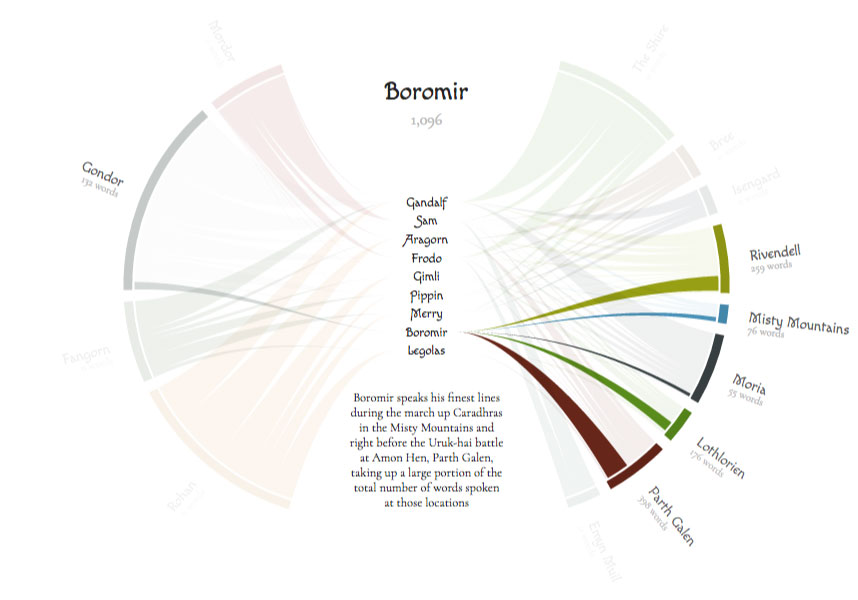 Boromir
1,096
Mordor
Gondor
132 words
Fangorn
Rohan
Gandalf
Sam
Aragorn
Frodo
Gimli
Pippin
Merry
Boromir
Legolas
Boromir speaks his finest lines
during the march up Caradhras
in the Misty Mountains and
right before the Uruk-hai battle
at Amon Hen, Parth Galen,
taking up a large portion of the
total number of words spoken
at those locations
The Shire
Bree
Isengard
Rivendell
259 words
Misty Mountains
76 words
Moria
55 words
Lothlorien
176 words
Parth Galen
398 words
Emyn Muil